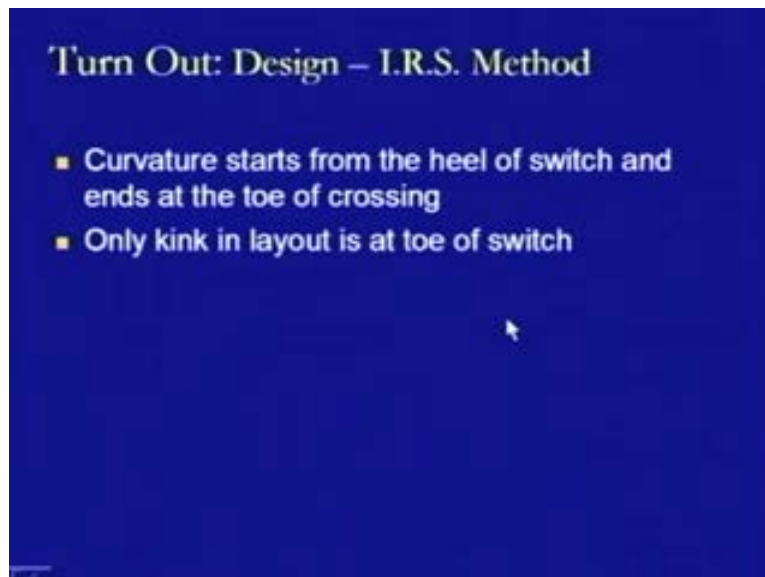 Turn Out: Design – I.R.S. Method
Curvature starts from the heel of switch and
ends at the toe of crossing
Only kink in layout is at toe of switch